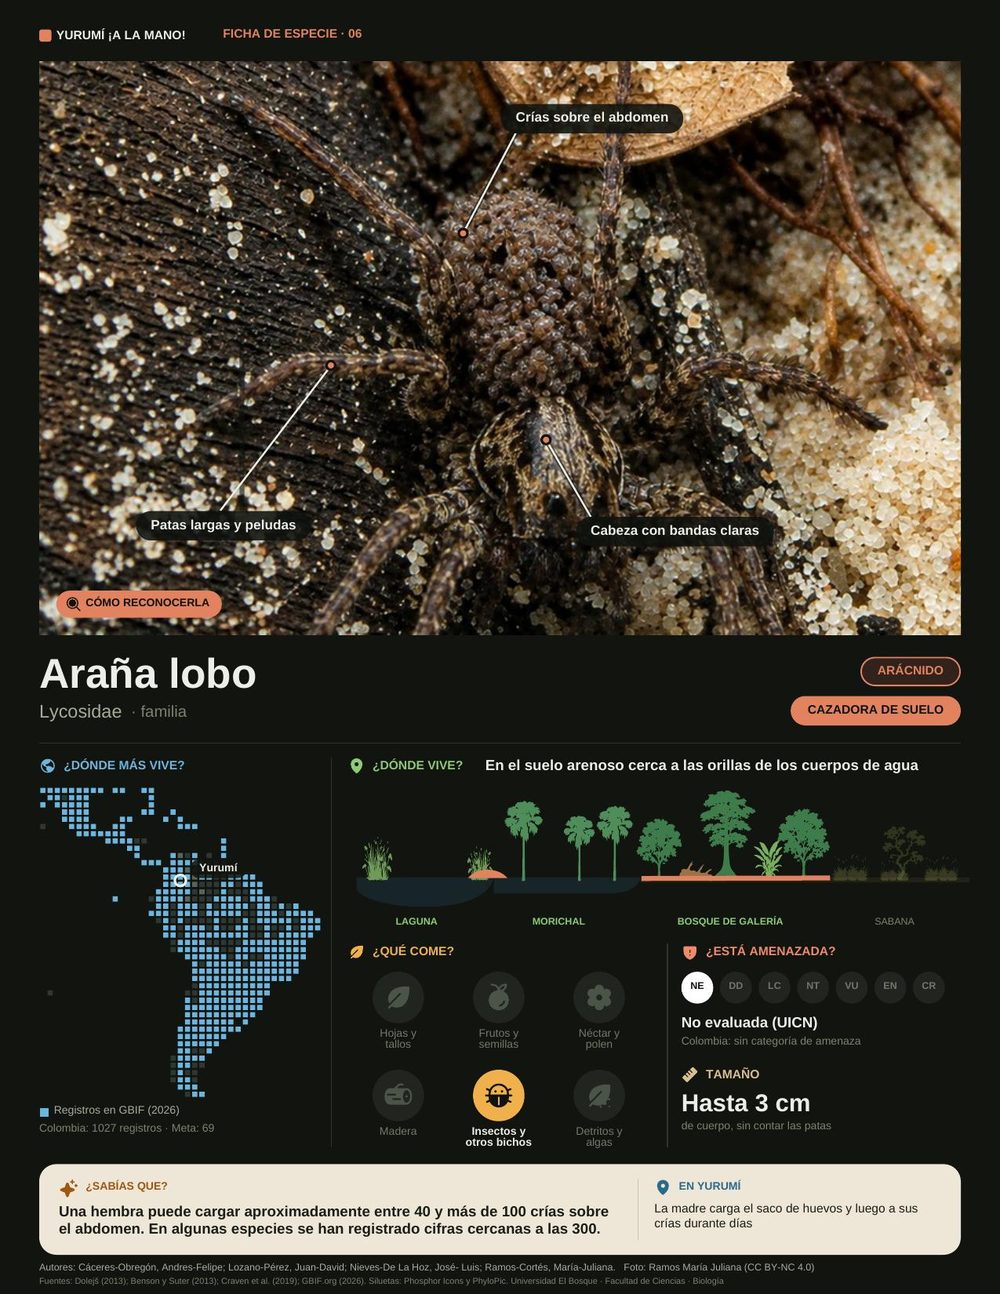 YURUMÍ ¡A LA MANO!
FICHA DE ESPECIE · 06
Crías sobre el abdomen
Patas largas y peludas
Cabeza con bandas claras
CÓMO RECONOCERLA
Araña lobo
Lycosidae · familia
ARÁCNIDO
CAZADORA DE SUELO
¿DÓNDE MÁS VIVE?
Yurumí
Registros en GBIF (2026)
Colombia: 1027 registros · Meta: 69
¿DÓNDE VIVE?
En el suelo arenoso cerca a las orillas de los cuerpos de agua
LAGUNA
MORICHAL
BOSQUE DE GALERÍA
SABANA
¿QUÉ COME?
Hojas y
tallos
Frutos y
semillas
Néctar y
polen
Madera
Insectos y
otros bichos
Detritos y
algas
¿ESTÁ AMENAZADA?
NE
DD
LC
NT
VU
EN
CR
No evaluada (UICN)
Colombia: sin categoría de amenaza
TAMAÑO
Hasta 3 cm
de cuerpo, sin contar las patas
¿SABÍAS QUE?
Una hembra puede cargar aproximadamente entre 40 y más de 100 crías sobre
el abdomen. En algunas especies se han registrado cifras cercanas a las 300.
EN YURUMÍ
La madre carga el saco de huevos y luego a sus
crías durante días
Autores: Cáceres-Obregón, Andres-Felipe; Lozano-Pérez, Juan-David; Nieves-De La Hoz, José- Luis; Ramos-Cortés, María-Juliana. Foto: Ramos María Juliana (CC BY-NC 4.0)
Fuentes: Dolejš (2013); Benson y Suter (2013); Craven et al. (2019); GBIF.org (2026). Siluetas: Phosphor Icons y PhyloPic. Universidad El Bosque · Facultad de Ciencias · Biología